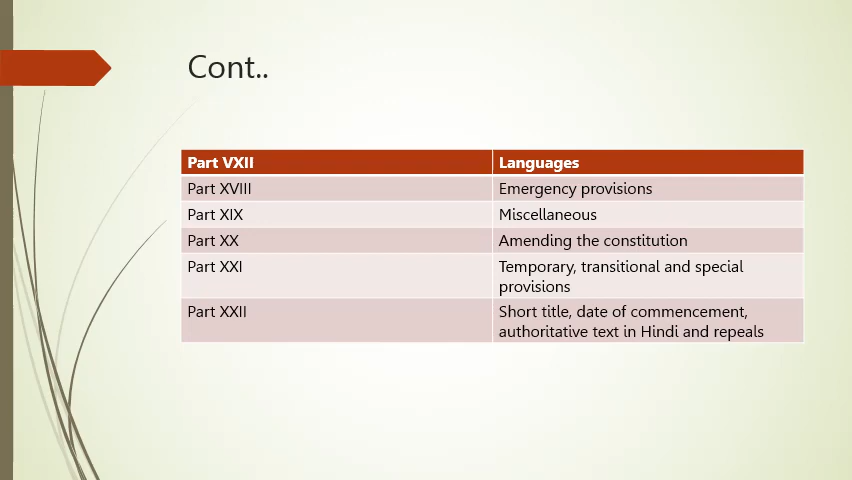 Cont..
Part VXII Languages
Part XVIII Emergency provisions
Part XIX Miscellaneous
Part XX Amending the constitution
Part XXI Temporary, transitional and special
provisions
Part XXII Short title, date of commencement,
authoritative text in Hindi and repeals